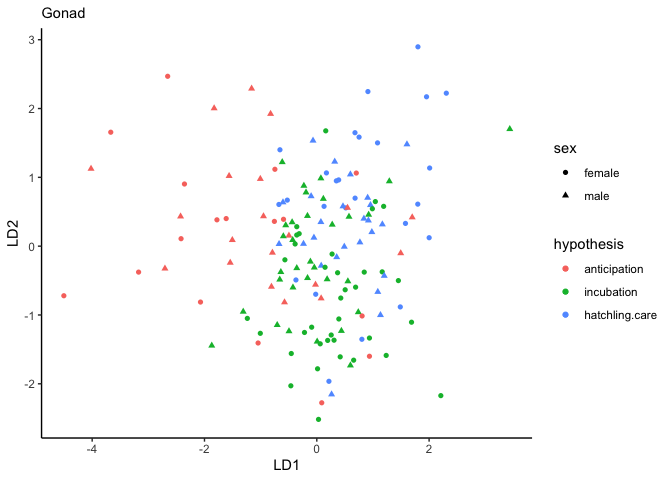 Gonad
3
2
1
0
-1
-2
LD2
-4
-2
0
2
LD1
sex
female
male
hypothesis
anticipation
incubation
hatchling.care